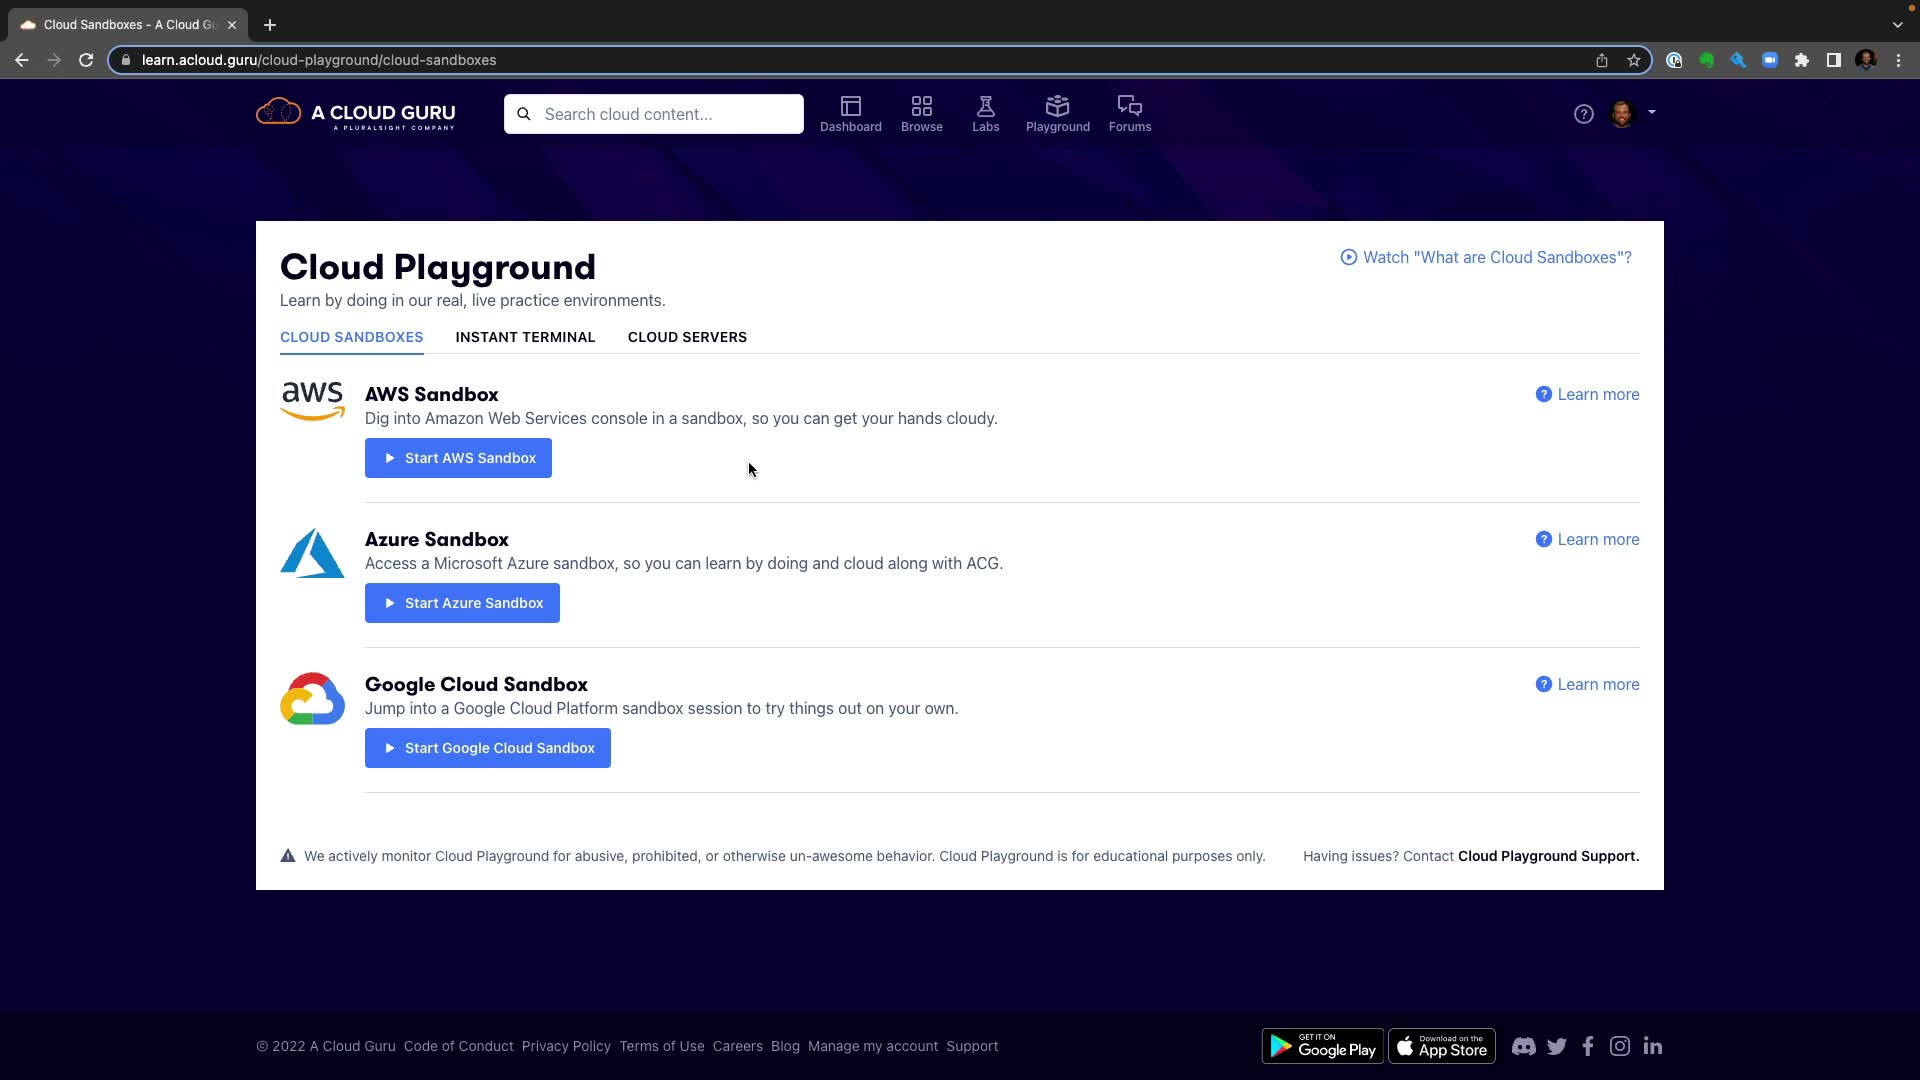 Cloud Sandboxes - A Cloud Gu
learn.acloud.guru/cloud-playground/cloud-sandboxes
A CLOUD GURU
A PLURALSIGHT COMPANY
Search cloud content...
Dashboard
Browse
Labs
Playground
Forums
Cloud Playground
Watch "What are Cloud Sandboxes"?
Learn by doing in our real, live practice environments.
CLOUD SANDBOXES
INSTANT TERMINAL
CLOUD SERVERS
aws
AWS Sandbox
Learn more
Dig into Amazon Web Services console in a sandbox, so you can get your hands cloudy.
Start AWS Sandbox
Azure Sandbox
Learn more
Access a Microsoft Azure sandbox, so you can learn by doing and cloud along with ACG.
Start Azure Sandbox
Google Cloud Sandbox
Learn more
Jump into a Google Cloud Platform sandbox session to try things out on your own.
Start Google Cloud Sandbox
We actively monitor Cloud Playground for abusive, prohibited, or otherwise un-awesome behavior. Cloud Playground is for educational purposes only.
Having issues? Contact Cloud Playground Support.
© 2022 A Cloud Guru Code of Conduct Privacy Policy Terms of Use Careers Blog Manage my account Support
GET IT ON
Google Play
Download on the
App Store